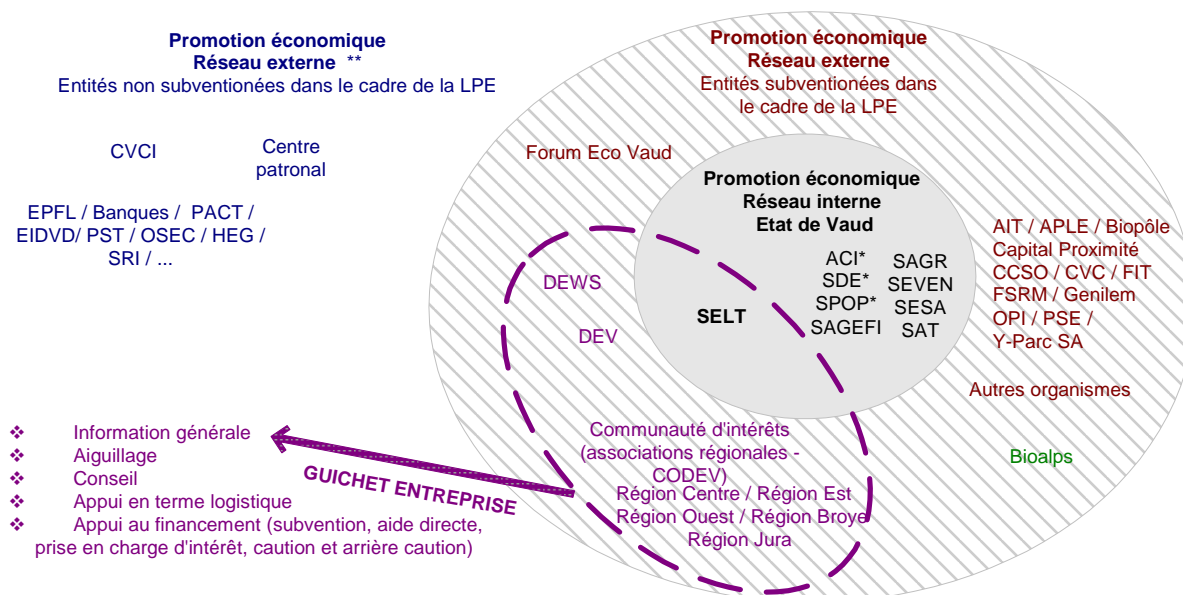 Promotion économique
Réseau externe **
Entités non subventionées dans le cadre de la LPE
CVCI
Centre
patronal
EPFL / Banques / PACT /
EIDVD/ PST / OSEC / HEG /
SRI / ...
Promotion économique
Réseau externe
Entités subventionées dans
le cadre de la LPE
Forum Eco Vaud
Promotion économique
Réseau interne
Etat de Vaud
ACI*
SDE*
SPOP*
SAGEFI
SAGR
SEVEN
SESA
SAT
SELT
DEWS
DEV
AIT / APLE / Biopôle
Capital Proximité
CCSO / CVC / FIT
FSRM / Genilem
OPI / PSE /
Y-Parc SA
Autres organismes
Bioalps
Communauté d'intérêts
(associations régionales -
CODEV)
Région Centre / Région Est
Région Ouest / Région Broye
Région Jura
GUICHET ENTREPRISE
❖ Information générale
❖ Aiguillage
❖ Conseil
❖ Appui en terme logistique
❖ Appui au financement (subvention, aide directe,
prise en charge d'intérêt, caution et arrière caution)